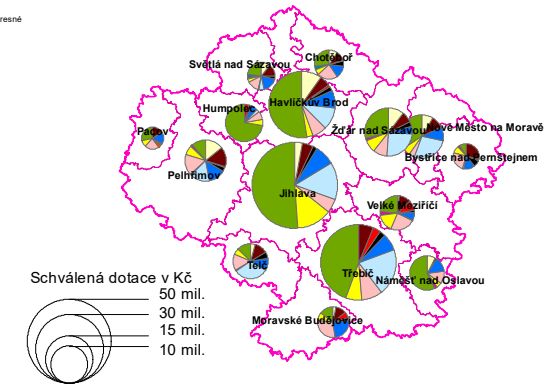 resné
Světlá nad Sázavou
Chotěboř
Havlíčkův Brod
Humpolec
Pacov
Pelhřimov
Žďár nad Sázavou
Nové Město na Moravě
Bystřice nad Pernštejnem
Jihlava
Velké Meziříčí
Telč
Třebíč
Náměšť nad Oslavou
Moravské Budějovice
Schválená dotace v Kč
50 mil.
30 mil.
15 mil.
10 mil.